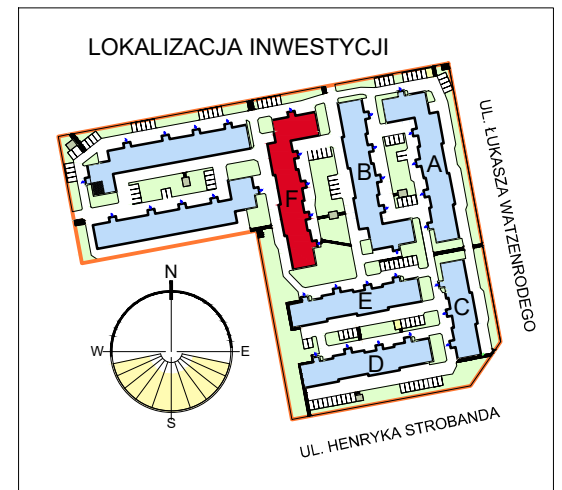 LOKALIZACJA INWESTYCJI
UL. ŁUKASZA WATZENRODEGO
F
B
A
E
C
D
N
W
E
S
UL. HENRYKA STROBANDA